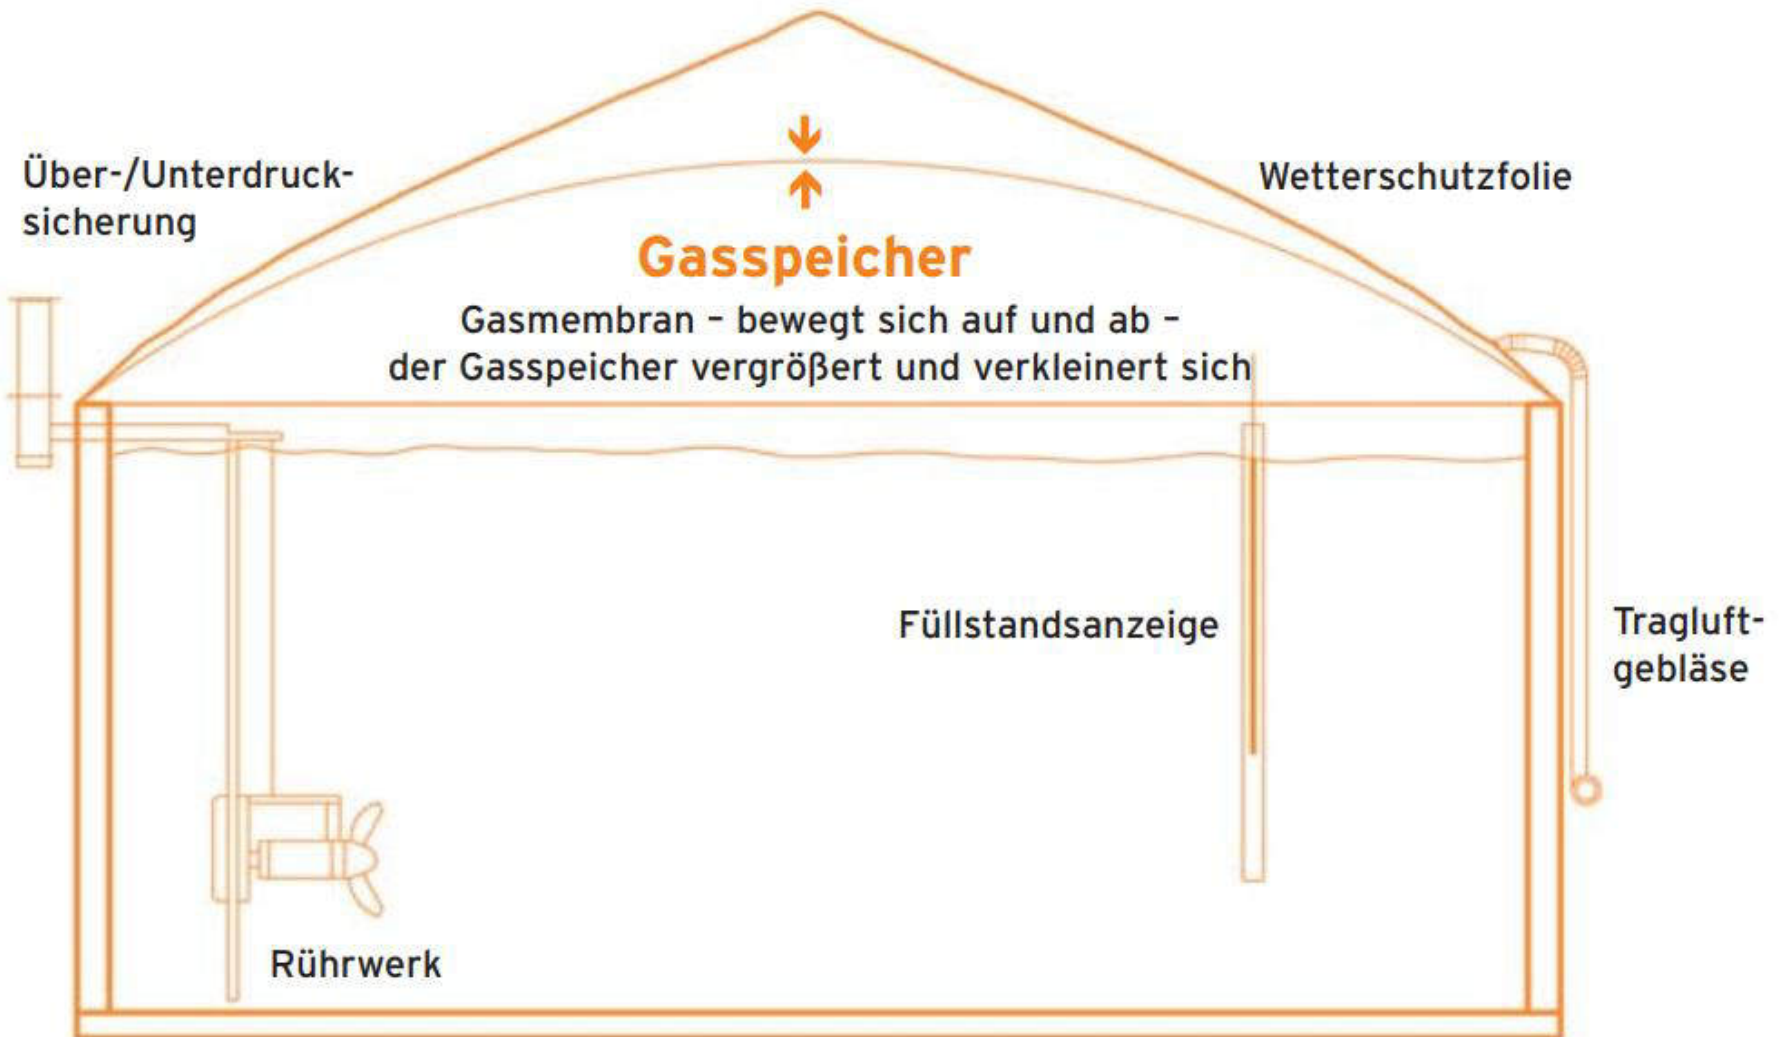 Über-/Unterdruck-
sicherung
Wetterschutzfolie
Gasspeicher
Gasmembran – bewegt sich auf und ab –
der Gasspeicher vergrößert und verkleinert sich
Füllstandsanzeige
Tragluft-
gebläse
Rührwerk